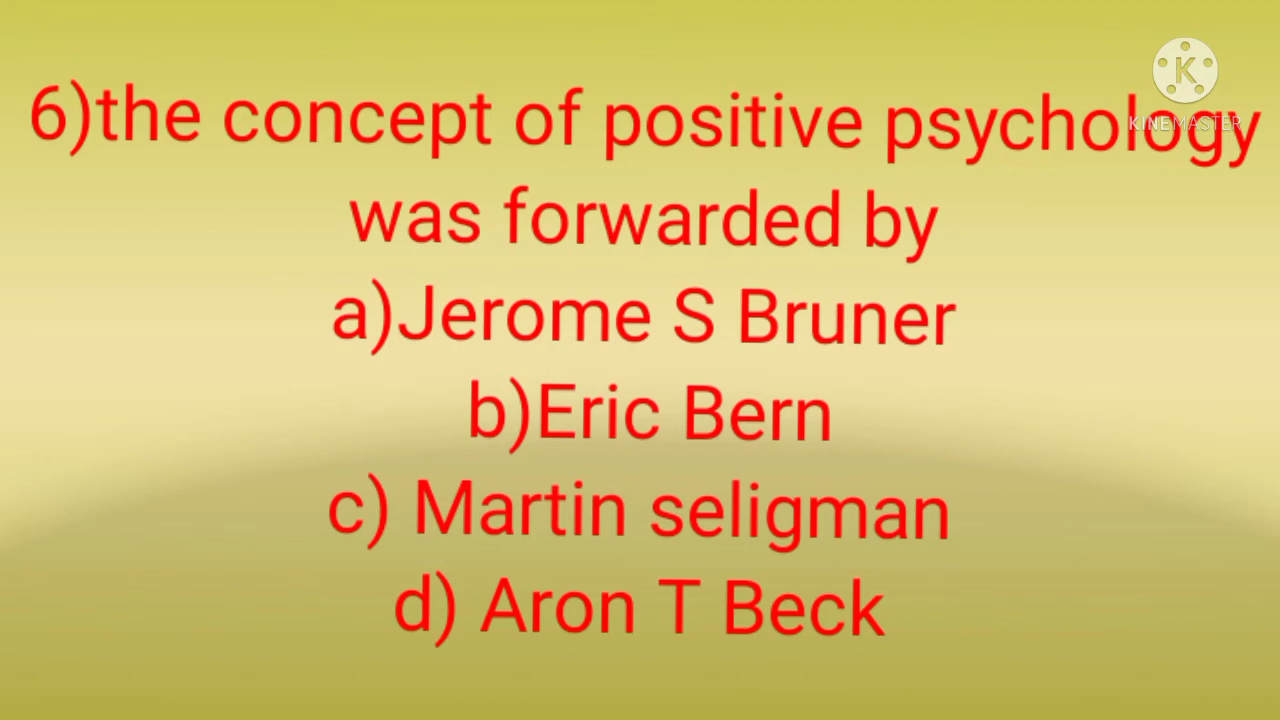 K
KINEMASTER
6)the concept of positive psychology
was forwarded by
a)Jerome S Bruner
b)Eric Bern
c) Martin seligman
d) Aron T Beck